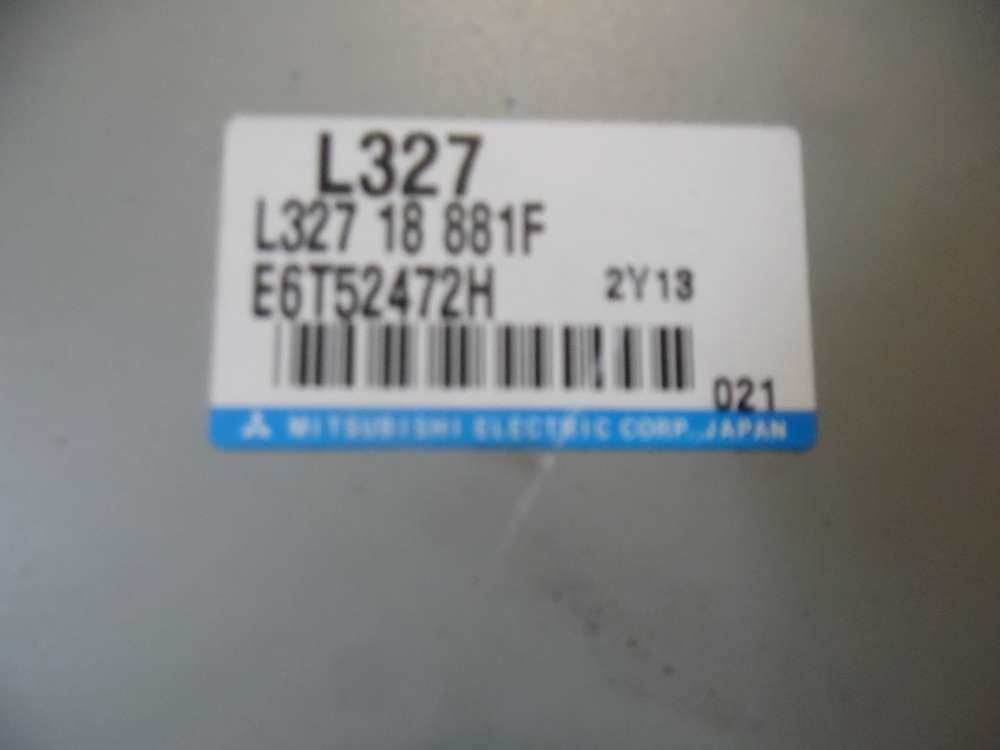 L327
L327 18 881F
E6T52472H 2Y13
021
MITSUBISHI ELECTRIC CORP., JAPAN